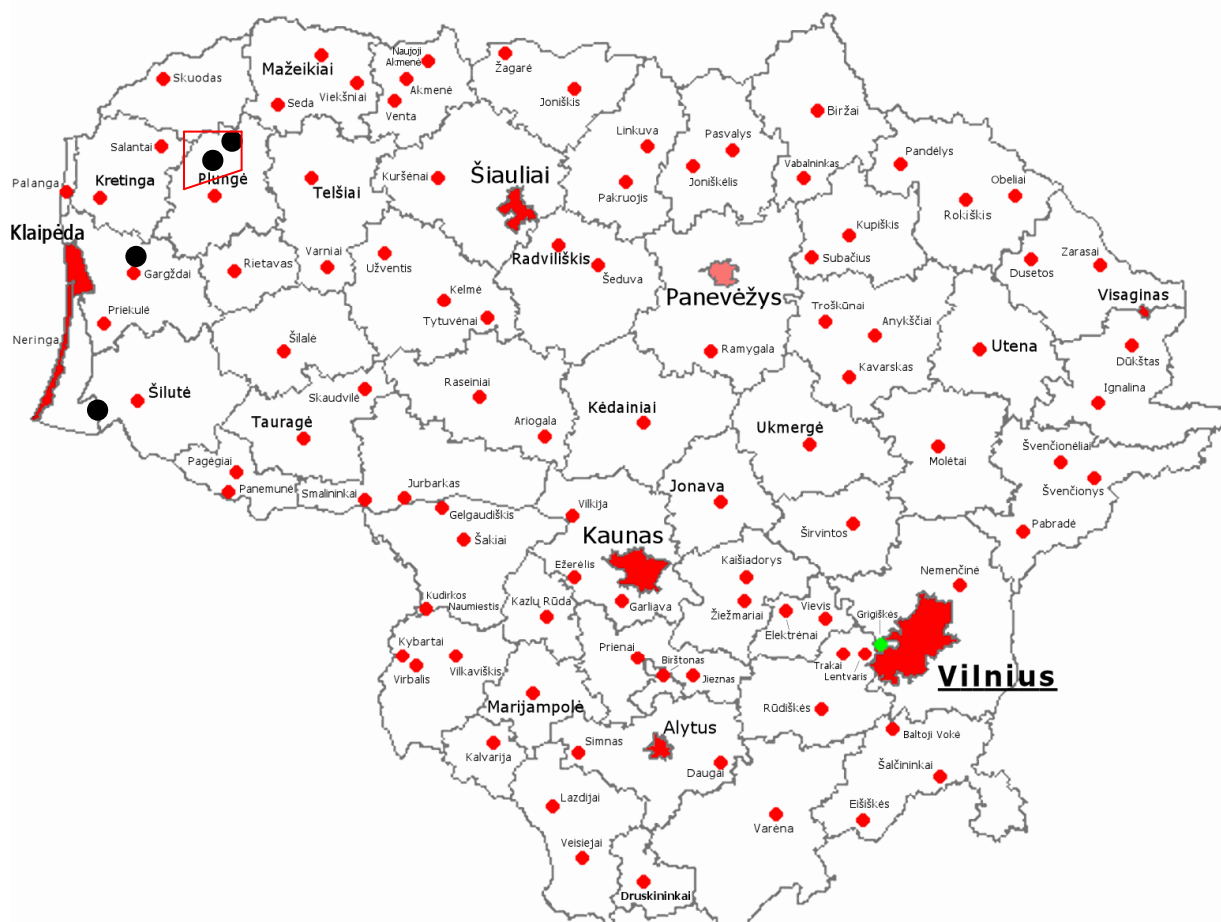 Skuodas
Mažeikiai
Seda
Viekšniai
Naujoji
Akmenė
Akmenė
Venta
Žagarė
Joniškis
Linkuva
Pasvalys
Biržai
Salantai
Palanga
Kretinga
Plungė
Telšiai
Kuršėnai
Šiauliai
Pakruojis
Joniškėlis
Vabalninkas
Pandėlys
Obeliai
Rokiškis
Klaipėda
Gargždai
Rietavas
Varniai
Užventis
Radviliškis
Šeduva
Kupiškis
Subačius
Dusetos
Zarasai
Visaginas
Priekulė
Kelmė
Tytuvėnai
Panevėžys
Troškūnai
Anykščiai
Neringa
Šilalė
Ramygala
Utena
Dūkštas
Šilutė
Skaudvilė
Raseiniai
Kavarskas
Ignalina
Tauragė
Ariogala
Kėdainiai
Ukmergė
Molėtai
Švenčionėliai
Švenčionys
Pagėgiai
Panemunė
Smalininkai
Jurbarkas
Gelgaudiškis
Vilkija
Jonava
Širvintos
Pabradė
Šakiai
Kaunas
Ežerėlis
Kaišiadorys
Nemenčinė
Kudirkos
Naumiestis
Kazlų Rūda
Garliava
Žiežmariai
Vievis
Elektrėnai
Grigiškės
Kybartai
Virbalis
Vilkaviškis
Prienai
Birštonas
Jieznas
Trakai
Lentvaris
Vilnius
Marijampolė
Rūdiškės
Kalvarija
Simnas
Alytus
Daugai
Baltoji Vokė
Šalčininkai
Lazdijai
Varėna
Eišiškės
Veisiejai
Druskininkai